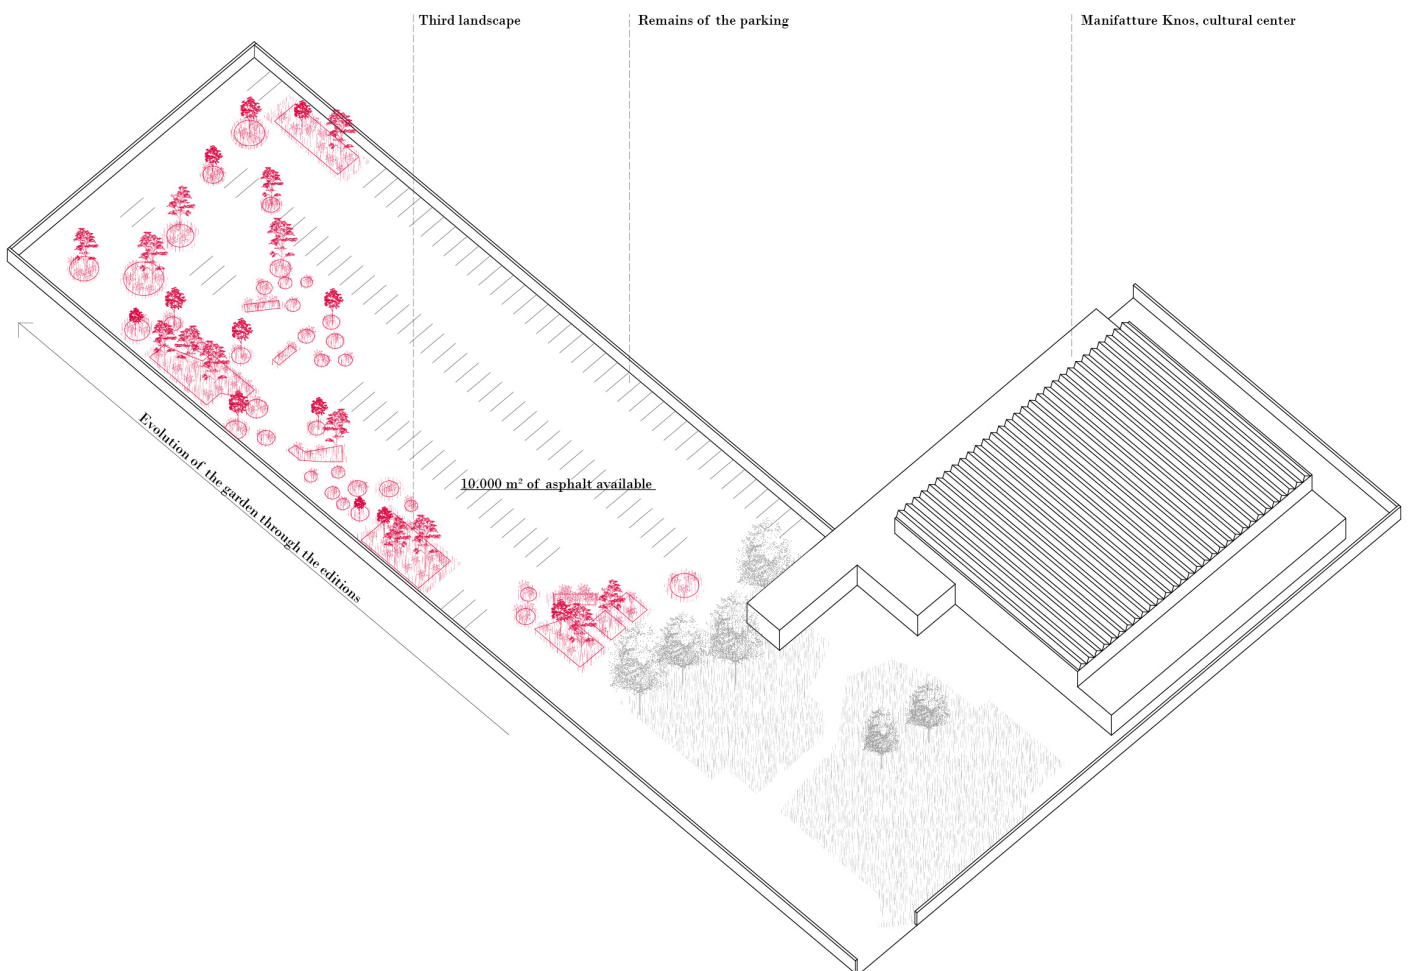 Third landscape
Remains of the parking
Manifatture Knos, cultural center
Evolution of the garden through the editions
10.000 m² of asphalt available